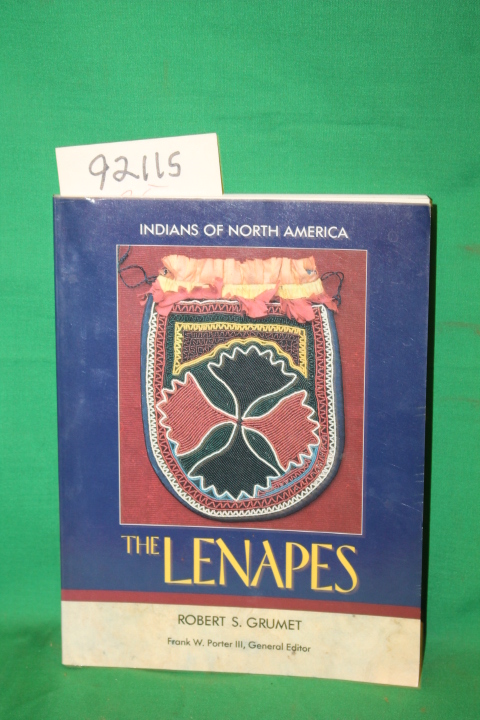 92115
INDIANS OF NORTH AMERICA
THE LENAPES
ROBERT S. GRUMET
Frank W. Porter III, General Editor